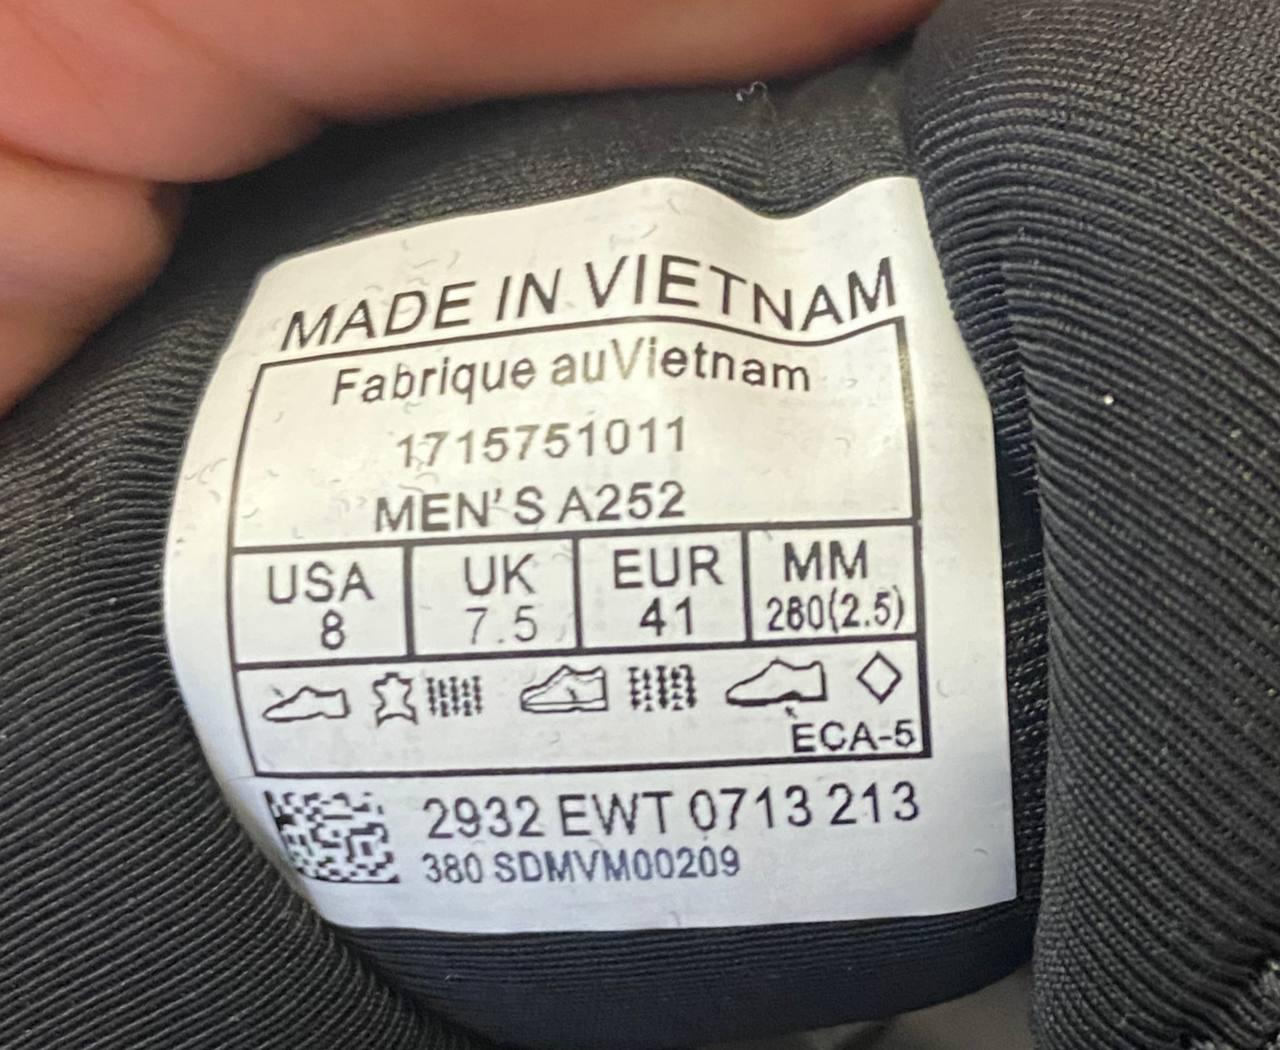 MADE IN VIETNAM
Fabrique auVietnam
1715751011
MEN'S A252
USA UK EUR MM
8 7.5 41 260(2.5)
ECA-5
2932 EWT 0713 213
380 SDMVM00209